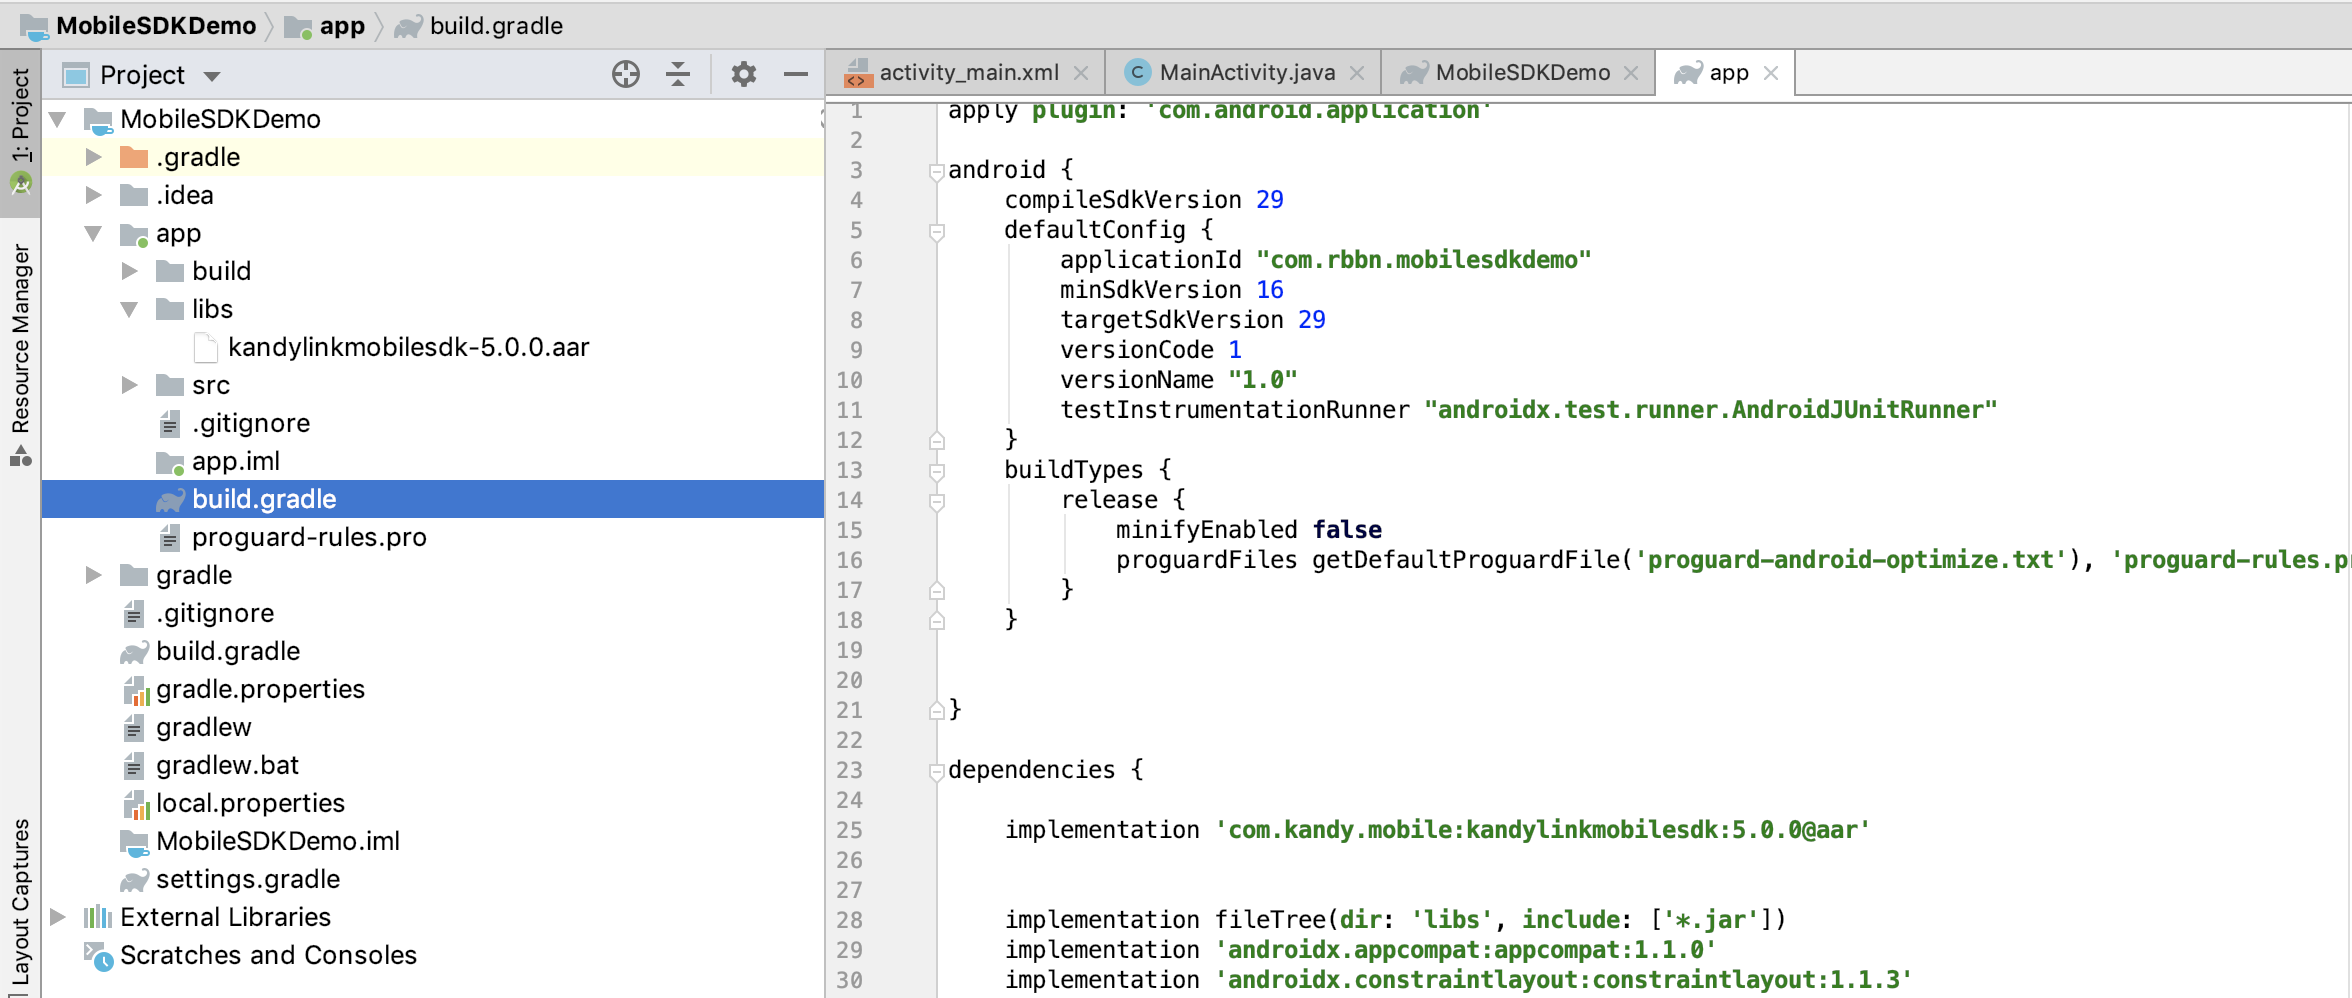 MobileSDKDemo app build.gradle
1: Project
Resource Manager
Layout Captures
Project
MobileSDKDemo
.gradle
.idea
app
build
libs
kandylinkmobilesdk-5.0.0.aar
src
.gitignore
app.iml
build.gradle
proguard-rules.pro
gradle
.gitignore
build.gradle
gradle.properties
gradlew
gradlew.bat
local.properties
MobileSDKDemo.iml
settings.gradle
External Libraries
Scratches and Consoles
activity_main.xml MainActivity.java MobileSDKDemo app
1 apply plugin: 'com.android.application'
2
3 android {
4 compileSdkVersion 29
5 defaultConfig {
6 applicationId "com.rbbn.mobilesdkdemo"
7 minSdkVersion 16
8 targetSdkVersion 29
9 versionCode 1
10 versionName "1.0"
11 testInstrumentationRunner "androidx.test.runner.AndroidJUnitRunner"
12 }
13 buildTypes {
14 release {
15 minifyEnabled false
16 proguardFiles getDefaultProguardFile('proguard-android-optimize.txt'), 'proguard-rules.p
17 }
18 }
19
20
21 }
22
23 dependencies {
24
25 implementation 'com.kandy.mobile:kandylinkmobilesdk:5.0.0@aar'
26
27
28 implementation fileTree(dir: 'libs', include: ['*.jar'])
29 implementation 'androidx.appcompat:appcompat:1.1.0'
30 implementation 'androidx.constraintlayout:constraintlayout:1.1.3'